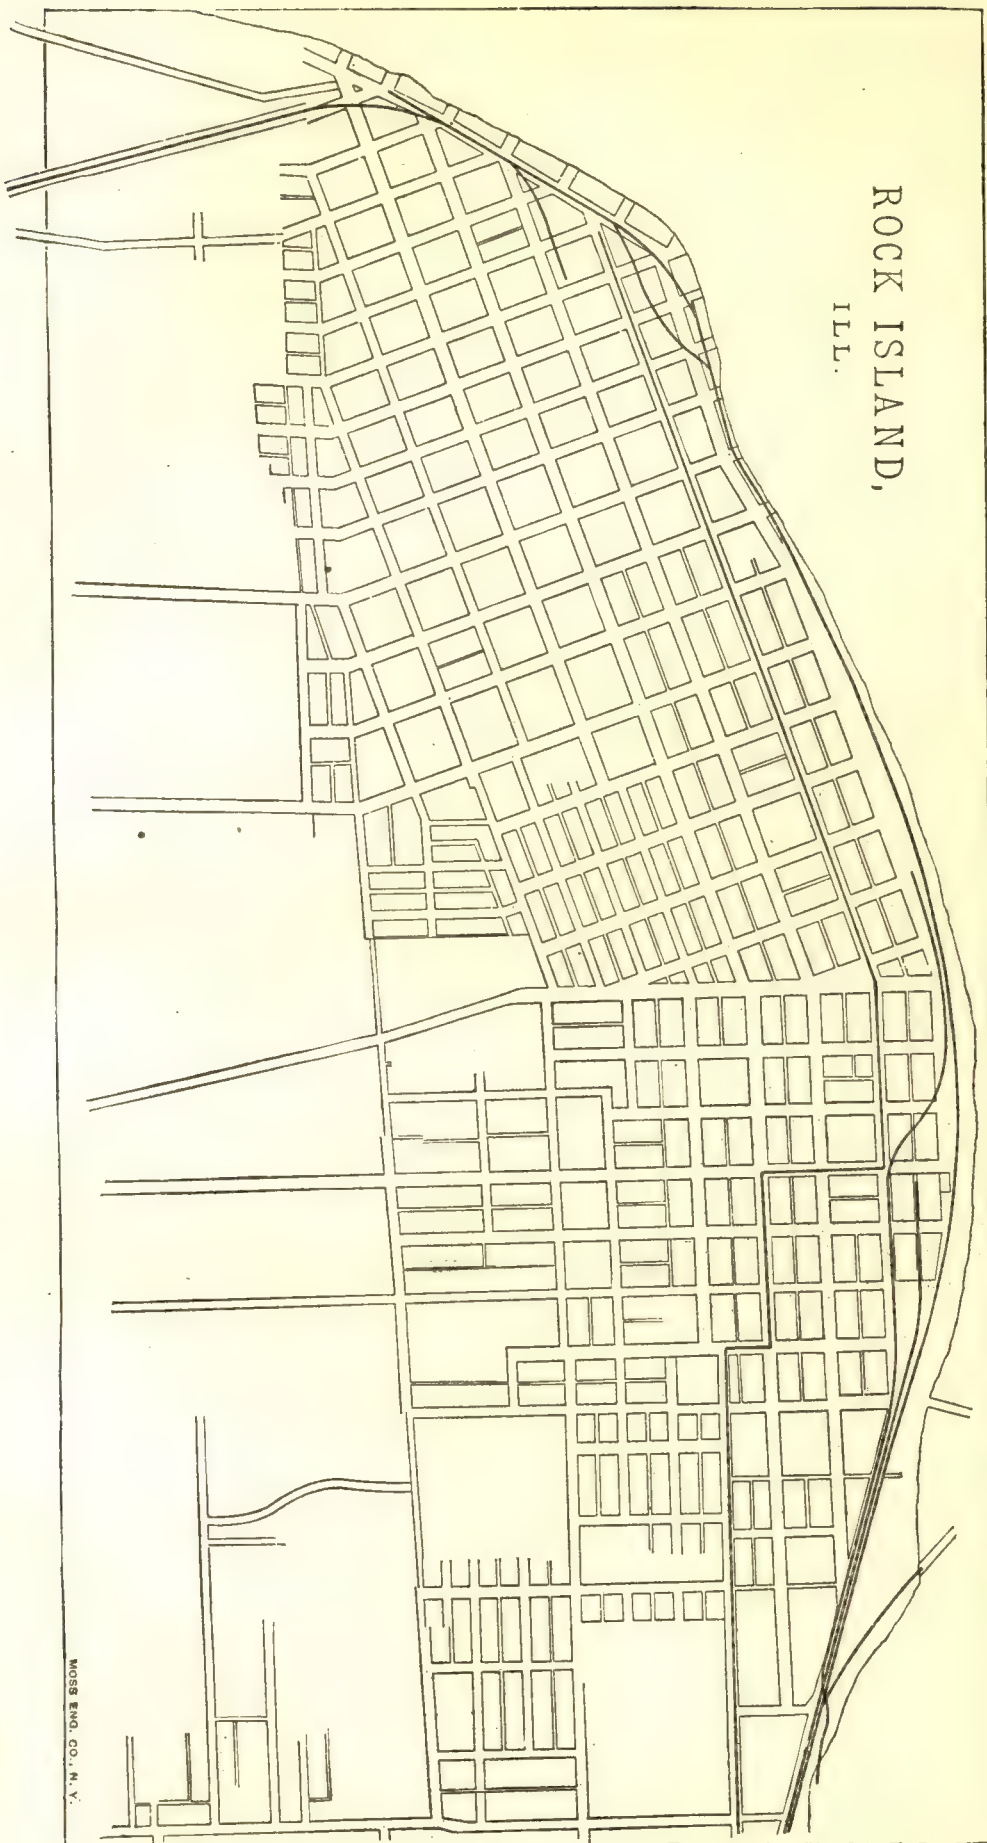 ROCK ISLAND,
ILL.
MOSS ENG. CO., N. Y.